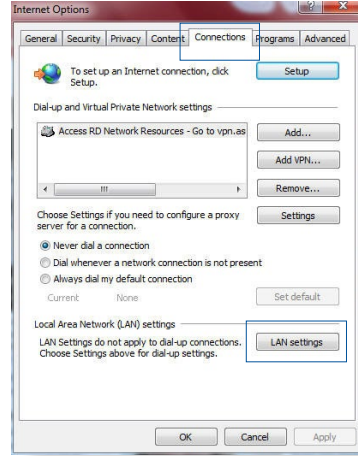 Internet Options
General Security Privacy Content Connections Programs Advanced
To set up an Internet connection, click
Setup.
Setup
Dial-up and Virtual Private Network settings
Access RD Network Resources - Go to vpn.as
Add...
Add VPN...
Remove...
Choose Settings if you need to configure a proxy
server for a connection.
Settings
Never dial a connection
Dial whenever a network connection is not present
Always dial my default connection
Current None
Set default
Local Area Network (LAN) settings
LAN Settings do not apply to dial-up connections.
Choose Settings above for dial-up settings.
LAN settings
OK Cancel Apply